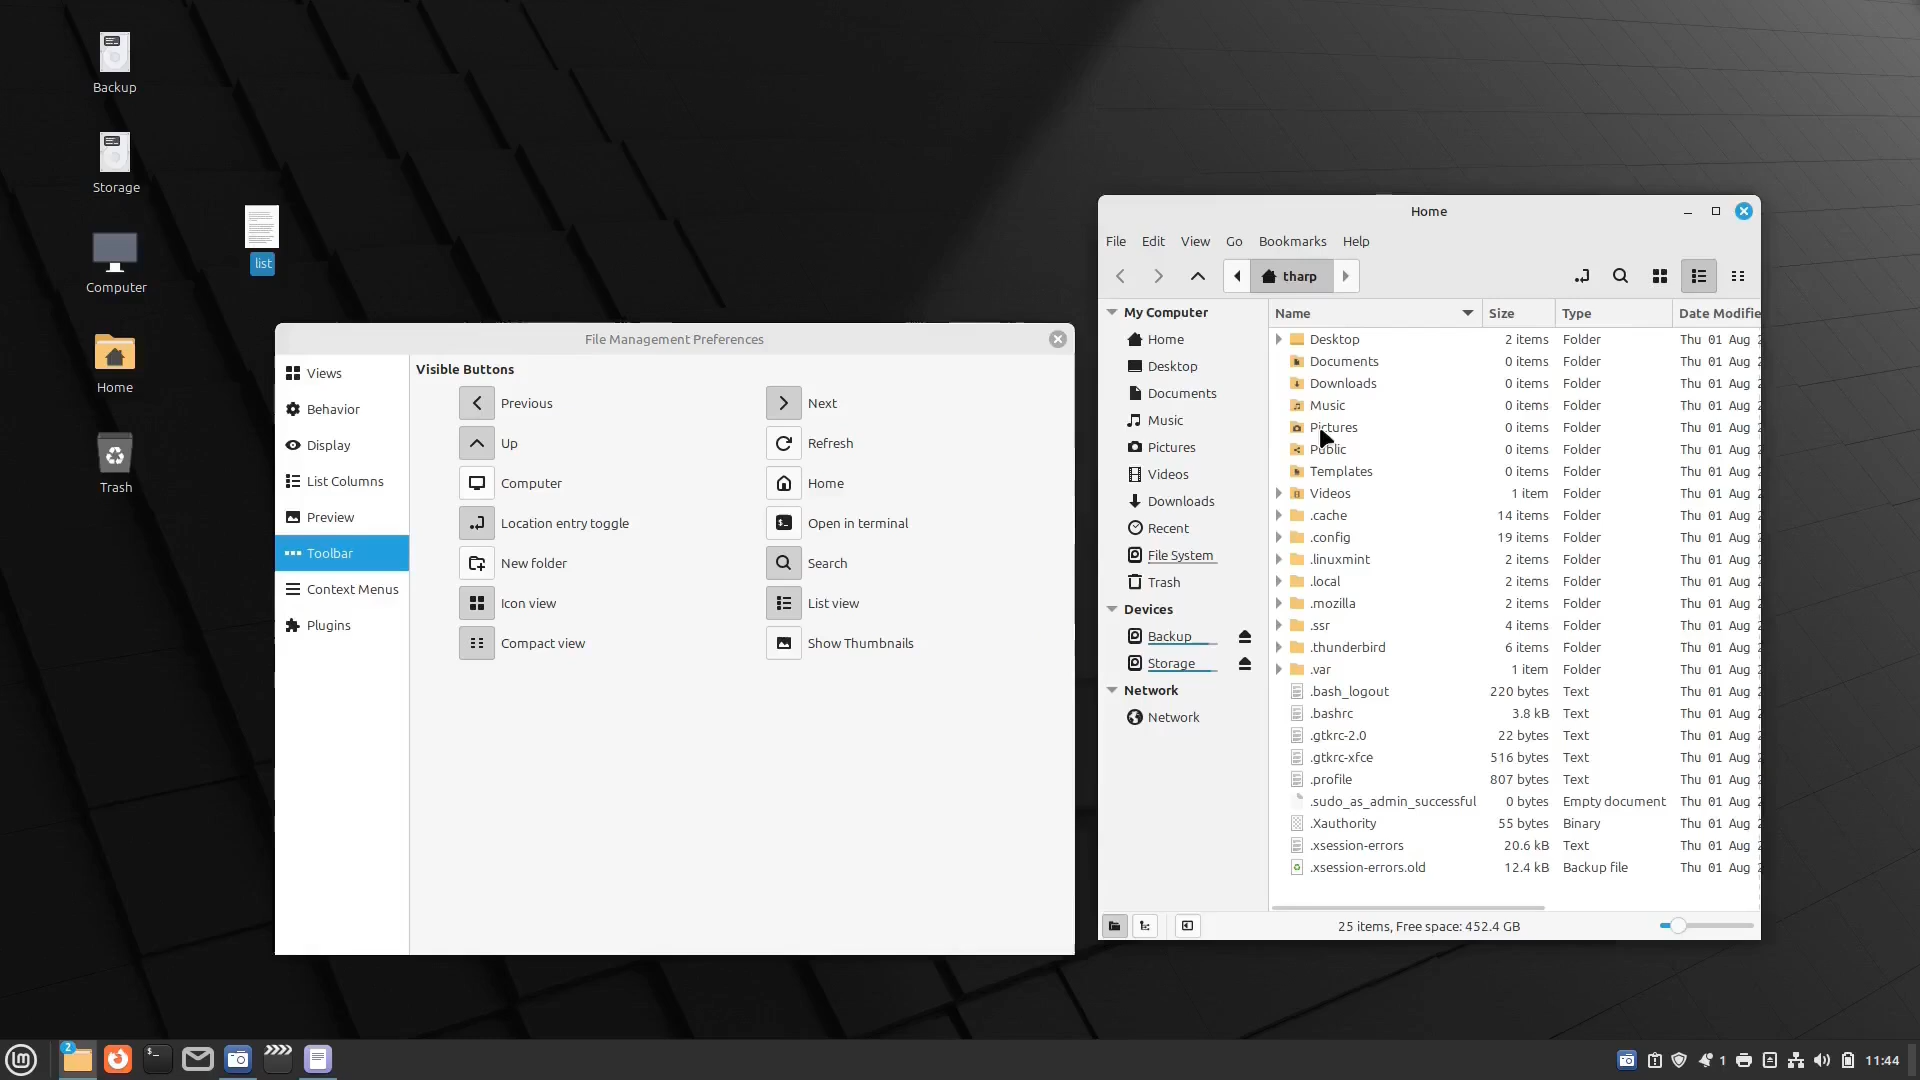 Backup
Storage
Computer
Home
Trash
list
File Management Preferences
Views
Behavior
Display
List Columns
Preview
Toolbar
Context Menus
Plugins
Visible Buttons
Previous Next
Up Refresh
Computer Home
Location entry toggle Open in terminal
New folder Search
Icon view List view
Compact view Show Thumbnails
Home
File Edit View Go Bookmarks Help
tharp
My Computer
Home
Desktop
Documents
Music
Pictures
Videos
Downloads
Recent
File System
Trash
Devices
Backup
Storage
Network
Network
Name Size Type Date Modifie
Desktop 2 items Folder Thu 01 Aug
Documents 0 items Folder Thu 01 Aug
Downloads 0 items Folder Thu 01 Aug
Music 0 items Folder Thu 01 Aug
Pictures 0 items Folder Thu 01 Aug
Public 0 items Folder Thu 01 Aug
Templates 0 items Folder Thu 01 Aug
Videos 1 item Folder Thu 01 Aug
.cache 14 items Folder Thu 01 Aug
.config 19 items Folder Thu 01 Aug
.linuxmint 2 items Folder Thu 01 Aug
.local 2 items Folder Thu 01 Aug
.mozilla 2 items Folder Thu 01 Aug
.ssr 4 items Folder Thu 01 Aug
.thunderbird 6 items Folder Thu 01 Aug
.var 1 item Folder Thu 01 Aug
.bash_logout 220 bytes Text Thu 01 Aug
.bashrc 3.8 kB Text Thu 01 Aug
.gtkrc-2.0 22 bytes Text Thu 01 Aug
.gtkrc-xfce 516 bytes Text Thu 01 Aug
.profile 807 bytes Text Thu 01 Aug
.sudo_as_admin_successful 0 bytes Empty document Thu 01 Aug
.Xauthority 55 bytes Binary Thu 01 Aug
.xsession-errors 20.6 kB Text Thu 01 Aug
.xsession-errors.old 12.4 kB Backup file Thu 01 Aug
25 items, Free space: 452.4 GB
2
1 11:44